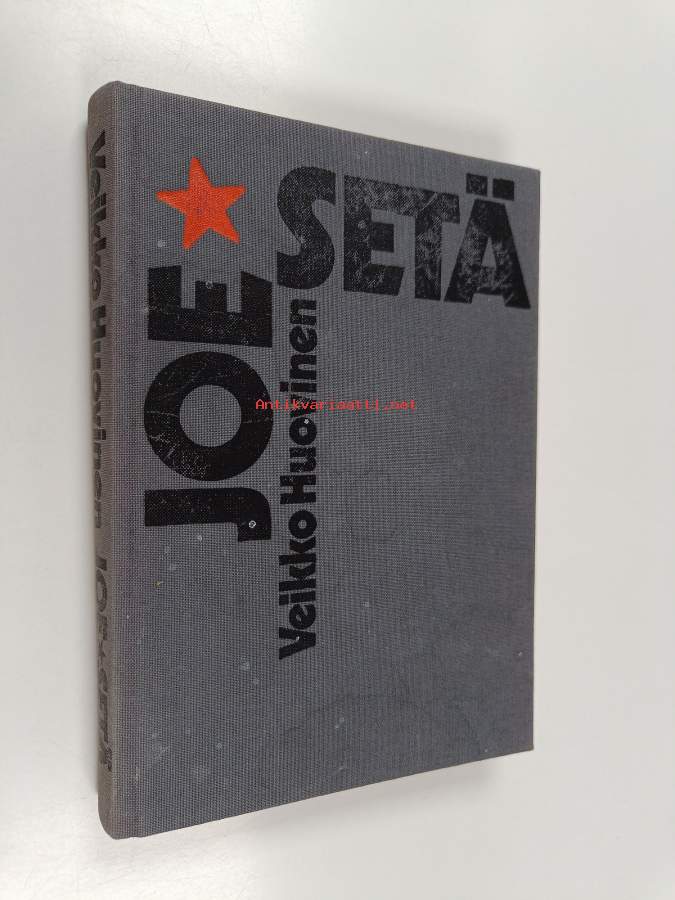 JOE★SETÄ
Veikko Huovinen
Veikko Huovinen JOE★SETÄ
Antikvariaatti.net